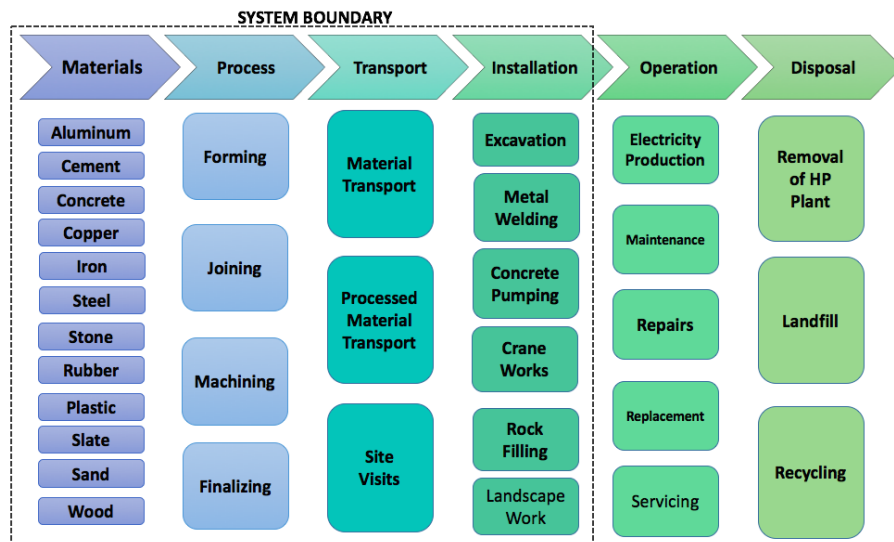 SYSTEM BOUNDARY
Materials
Process
Transport
Installation
Operation
Disposal
Aluminum
Cement
Concrete
Copper
Iron
Steel
Stone
Rubber
Plastic
Slate
Sand
Wood
Forming
Joining
Machining
Finalizing
Material
Transport
Processed
Material
Transport
Site
Visits
Excavation
Metal
Welding
Concrete
Pumping
Crane
Works
Rock
Filling
Landscape
Work
Electricity
Production
Maintenance
Repairs
Replacement
Servicing
Removal
of HP
Plant
Landfill
Recycling